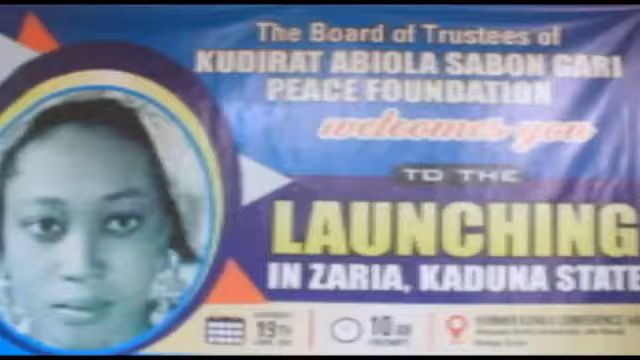 The Board of Trustees of
KUDIRAT ABIOLA SABON GARI
PEACE FOUNDATION
welcomes you
TO THE
LAUNCHING
IN ZARIA, KADUNA STATE
19TH
10